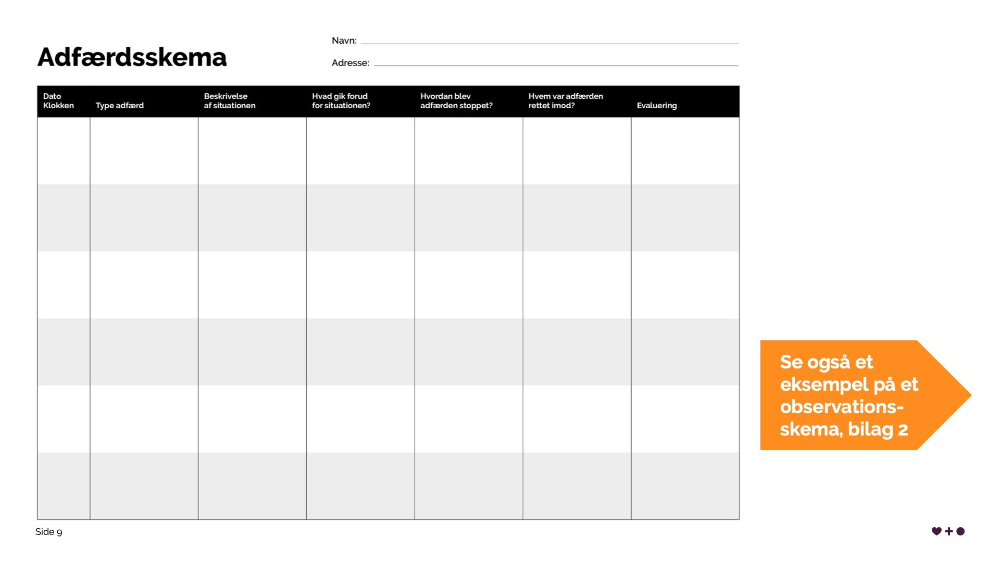 Adfærdsskema
Navn:
Adresse:
Dato
Klokken
Type adfærd
Beskrivelse
af situationen
Hvad gik forud
for situationen?
Hvordan blev
adfærden stoppet?
Hvem var adfærden
rettet imod?
Evaluering
Se også et
eksempel på et
observations-
skema, bilag 2
Side 9